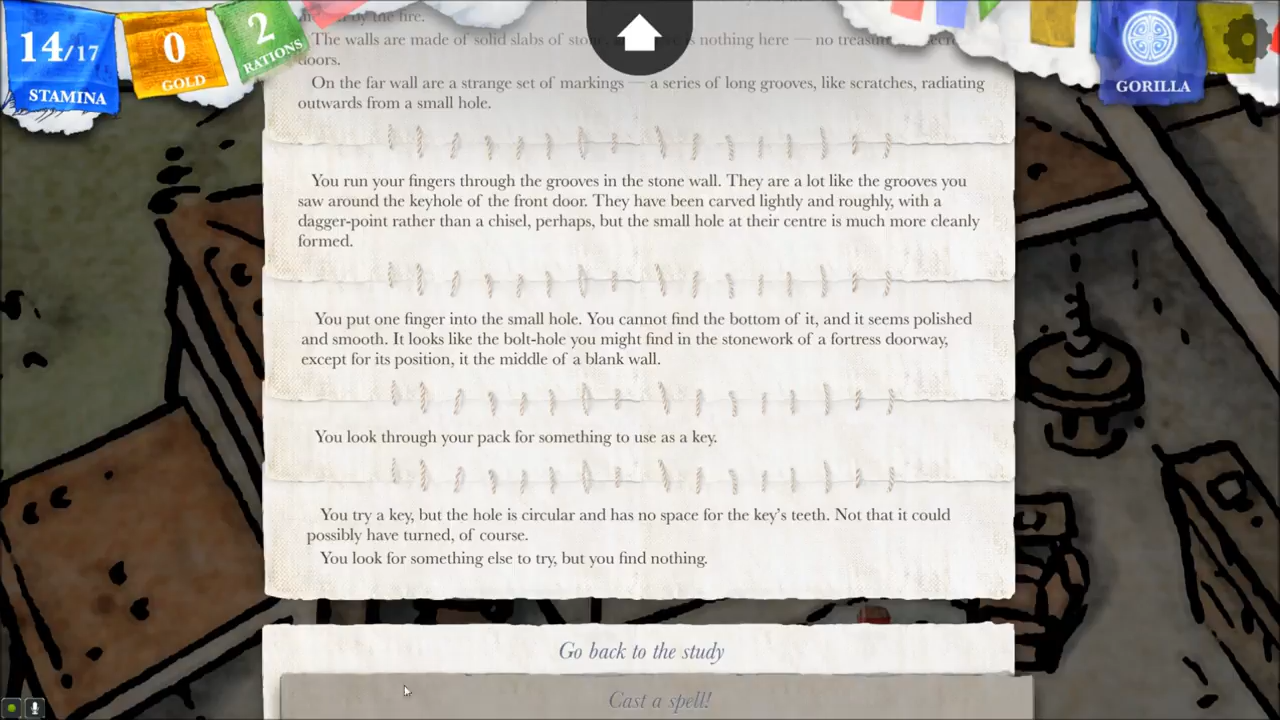 14/17
STAMINA
0
GOLD
2
RATIONS
GORILLA
by the fire.
The walls are made of solid slabs of is nothing here — no
doors.
On the far wall are a strange set of markings — a series of long grooves, like scratches, radiating
outwards from a small hole.
You run your fingers through the grooves in the stone wall. They are a lot like the grooves you
saw around the keyhole of the front door. They have been carved lightly and roughly, with a
dagger-point rather than a chisel, perhaps, but the small hole at their centre is much more cleanly
formed.
You put one finger into the small hole. You cannot find the bottom of it, and it seems polished
and smooth. It looks like the bolt-hole you might find in the stonework of a fortress doorway,
except for its position, it the middle of a blank wall.
You look through your pack for something to use as a key.
You try a key, but the hole is circular and has no space for the key's teeth. Not that it could
possibly have turned, of course.
You look for something else to try, but you find nothing.
Go back to the study
Cast a spell!